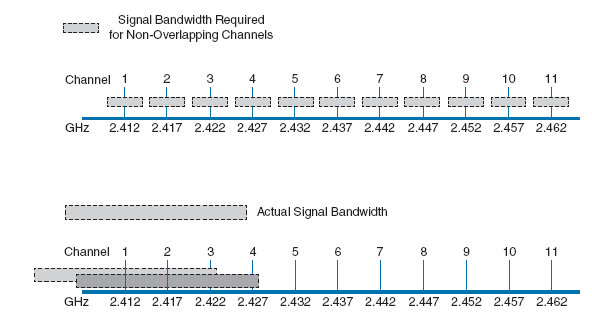 Signal Bandwidth Required
for Non-Overlapping Channels
Channel 1 2 3 4 5 6 7 8 9 10 11
GHz 2.412 2.417 2.422 2.427 2.432 2.437 2.442 2.447 2.452 2.457 2.462
Actual Signal Bandwidth
Channel 1 2 3 4 5 6 7 8 9 10 11
GHz 2.412 2.417 2.422 2.427 2.432 2.437 2.442 2.447 2.452 2.457 2.462